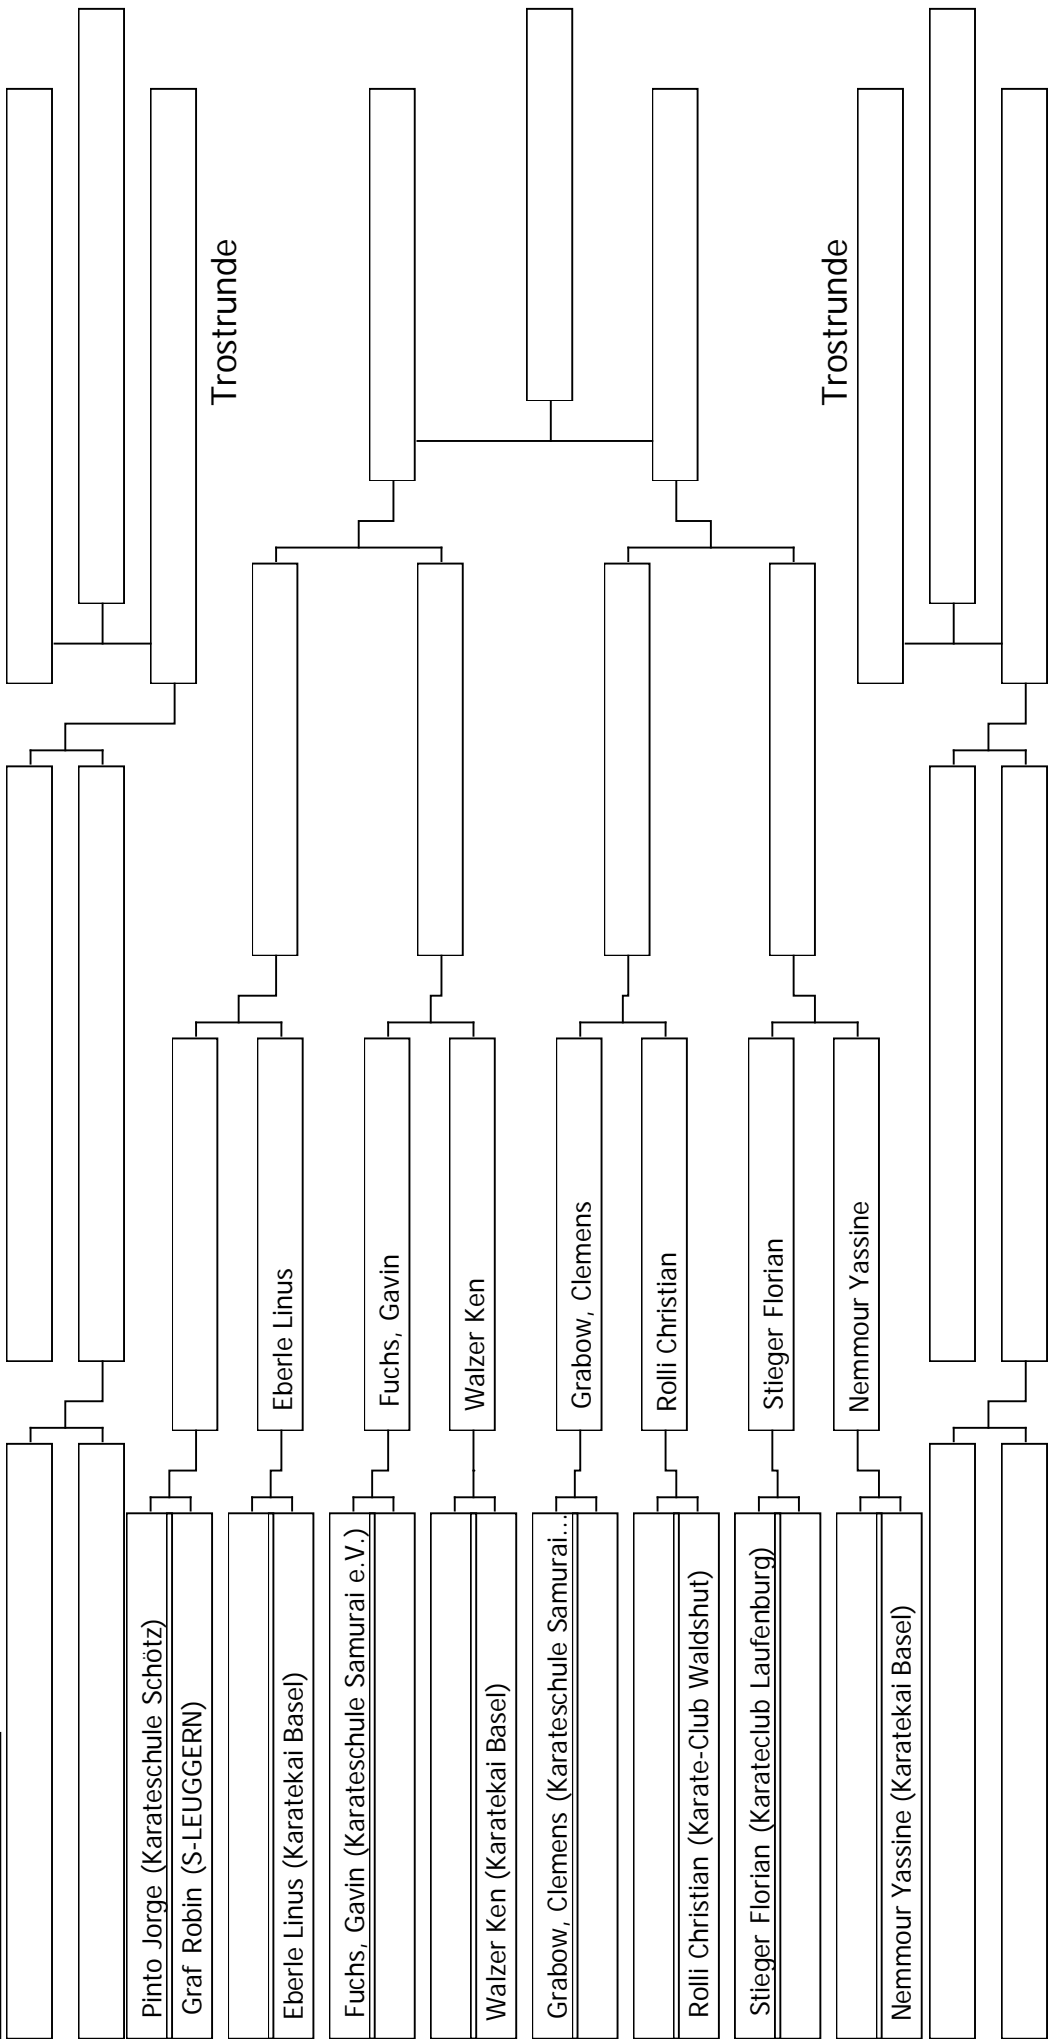 Pinto Jorge (Karateschule Schötz)
Graf Robin (S-LEUGGERN)
Eberle Linus (Karatekai Basel)
Fuchs, Gavin (Karateschule Samurai e.V.)
Walzer Ken (Karatekai Basel)
Grabow, Clemens (Karateschule Samurai...
Rolli Christian (Karate-Club Waldshut)
Stieger Florian (Karateclub Laufenburg)
Nemmour Yassine (Karatekai Basel)
Eberle Linus
Fuchs, Gavin
Walzer Ken
Grabow, Clemens
Rolli Christian
Stieger Florian
Nemmour Yassine
Trostrunde
Trostrunde